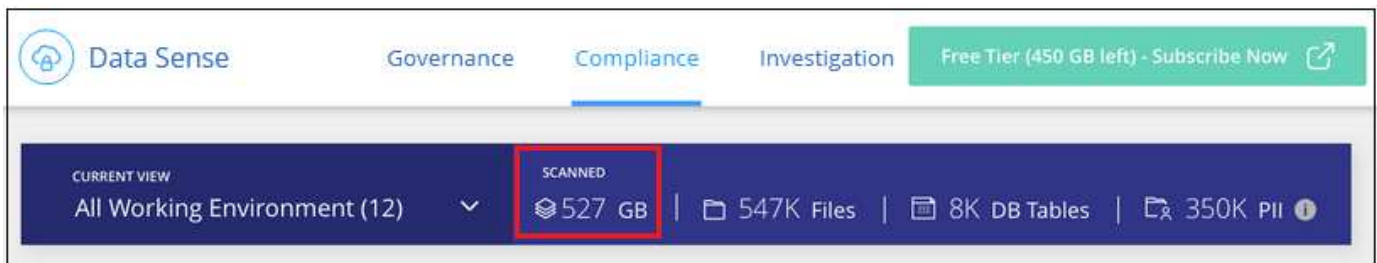 Data Sense Governance Compliance Investigation Free Tier (450 GB left) - Subscribe Now
CURRENT VIEW SCANNED
All Working Environment (12) 527 GB | 547K Files | 8K DB Tables | 350K PII